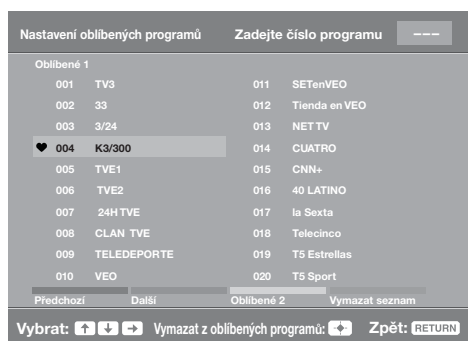 Nastavení oblíbených programů Zadejte číslo programu ---
Oblíbené 1
001 TV3 011 SETenVEO
002 33 012 Tienda en VEO
003 3/24 013 NET TV
004 K3/300 014 CUATRO
005 TVE1 015 CNN+
006 TVE2 016 40 LATINO
007 24H TVE 017 la Sexta
008 CLAN TVE 018 Telecinco
009 TELEDEPORTE 019 T5 Estrellas
010 VEO 020 T5 Sport
Předchozí Další Oblíbené 2 Vymazat seznam
Vybrat: Vymazat z oblíbených programů: Zpět: RETURN